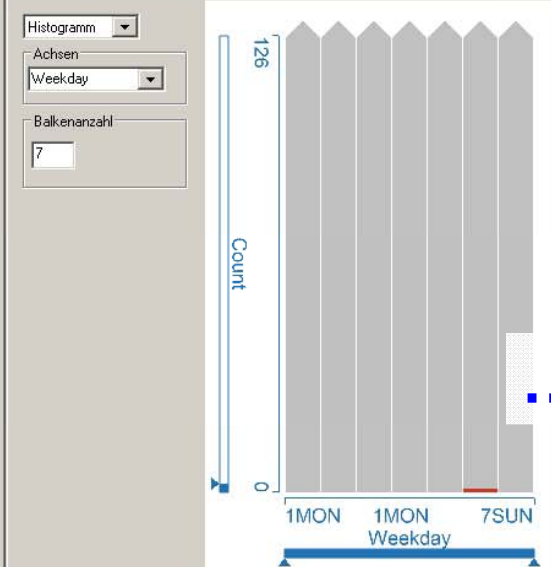 Histogramm
Achsen
Weekday
Balkenanzahl
7
126
Count
0
1MON 1MON 7SUN
Weekday